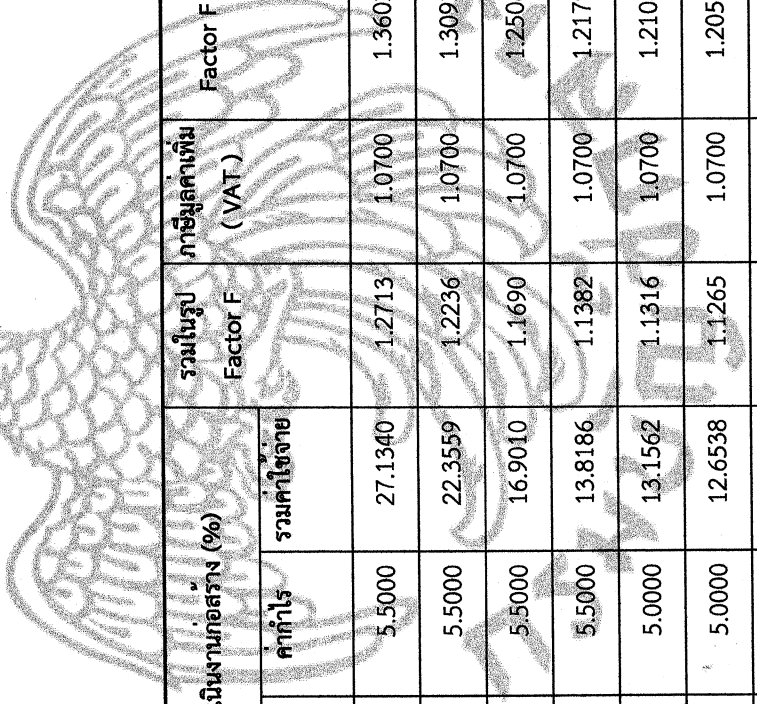 เนินงานก่อสร้าง (%) รวมในรูป ภาษีมูลค่าเพิ่ม Factor F
ค่ากำไร รวมค่าใช้จ่าย Factor F (VAT)
5.5000 27.1340 1.2713 1.0700 1.360
5.5000 22.3559 1.2236 1.0700 1.309
5.5000 16.9010 1.1690 1.0700 1.250
5.5000 13.8186 1.1382 1.0700 1.217
5.0000 13.1562 1.1316 1.0700 1.210
5.0000 12.6538 1.1265 1.0700 1.205